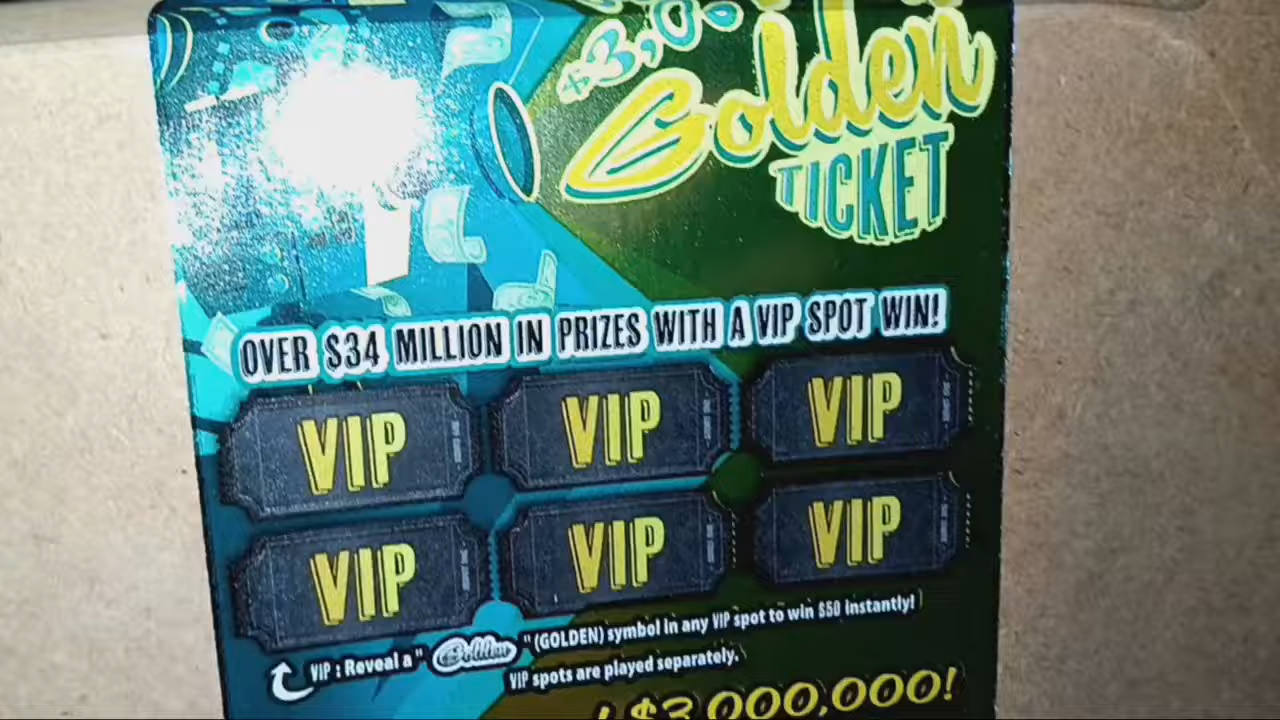 $3,0
Golden
TICKET
OVER $34 MILLION IN PRIZES WITH A VIP SPOT WIN!
VIP VIP VIP
VIP VIP VIP
VIP : Reveal a " Golden " (GOLDEN) symbol in any VIP spot to win $50 instantly!
VIP spots are played separately.
$3,000,000!